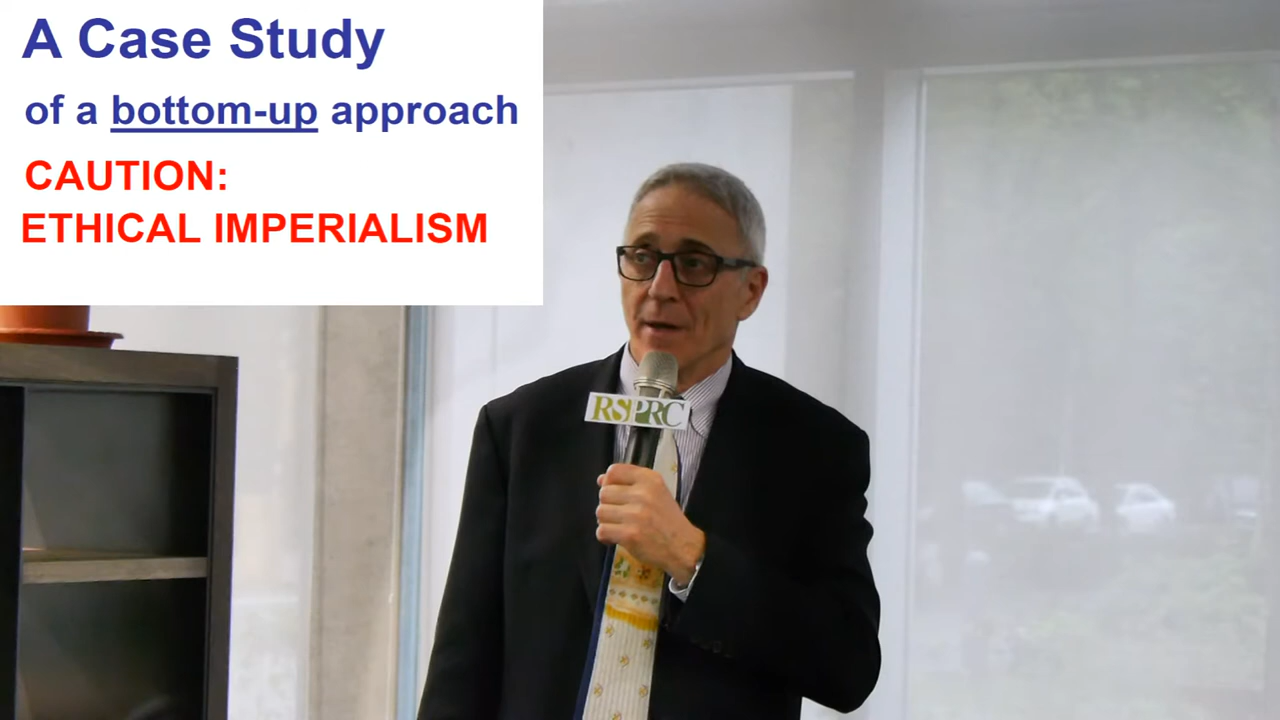 A Case Study
of a bottom-up approach
CAUTION:
ETHICAL IMPERIALISM
RSPRC